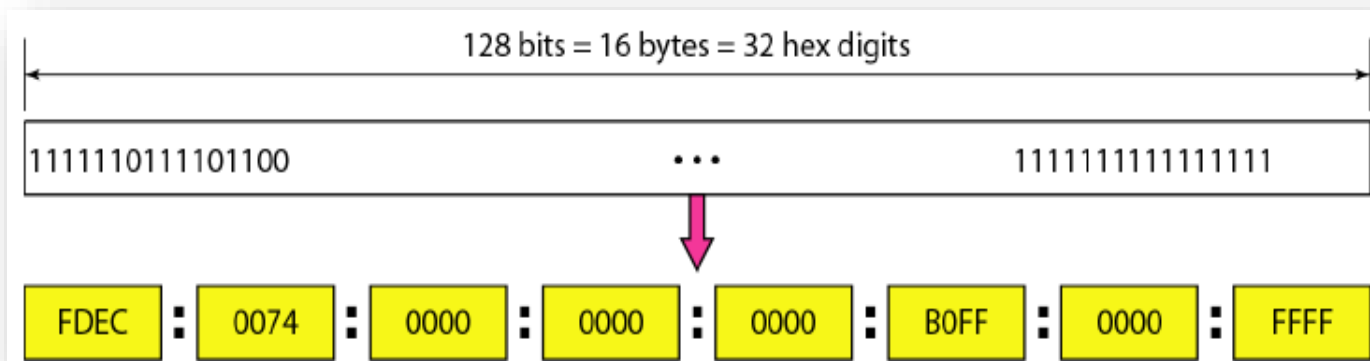 128 bits = 16 bytes = 32 hex digits
1111110111101100 ... 1111111111111111
FDEC : 0074 : 0000 : 0000 : 0000 : B0FF : 0000 : FFFF